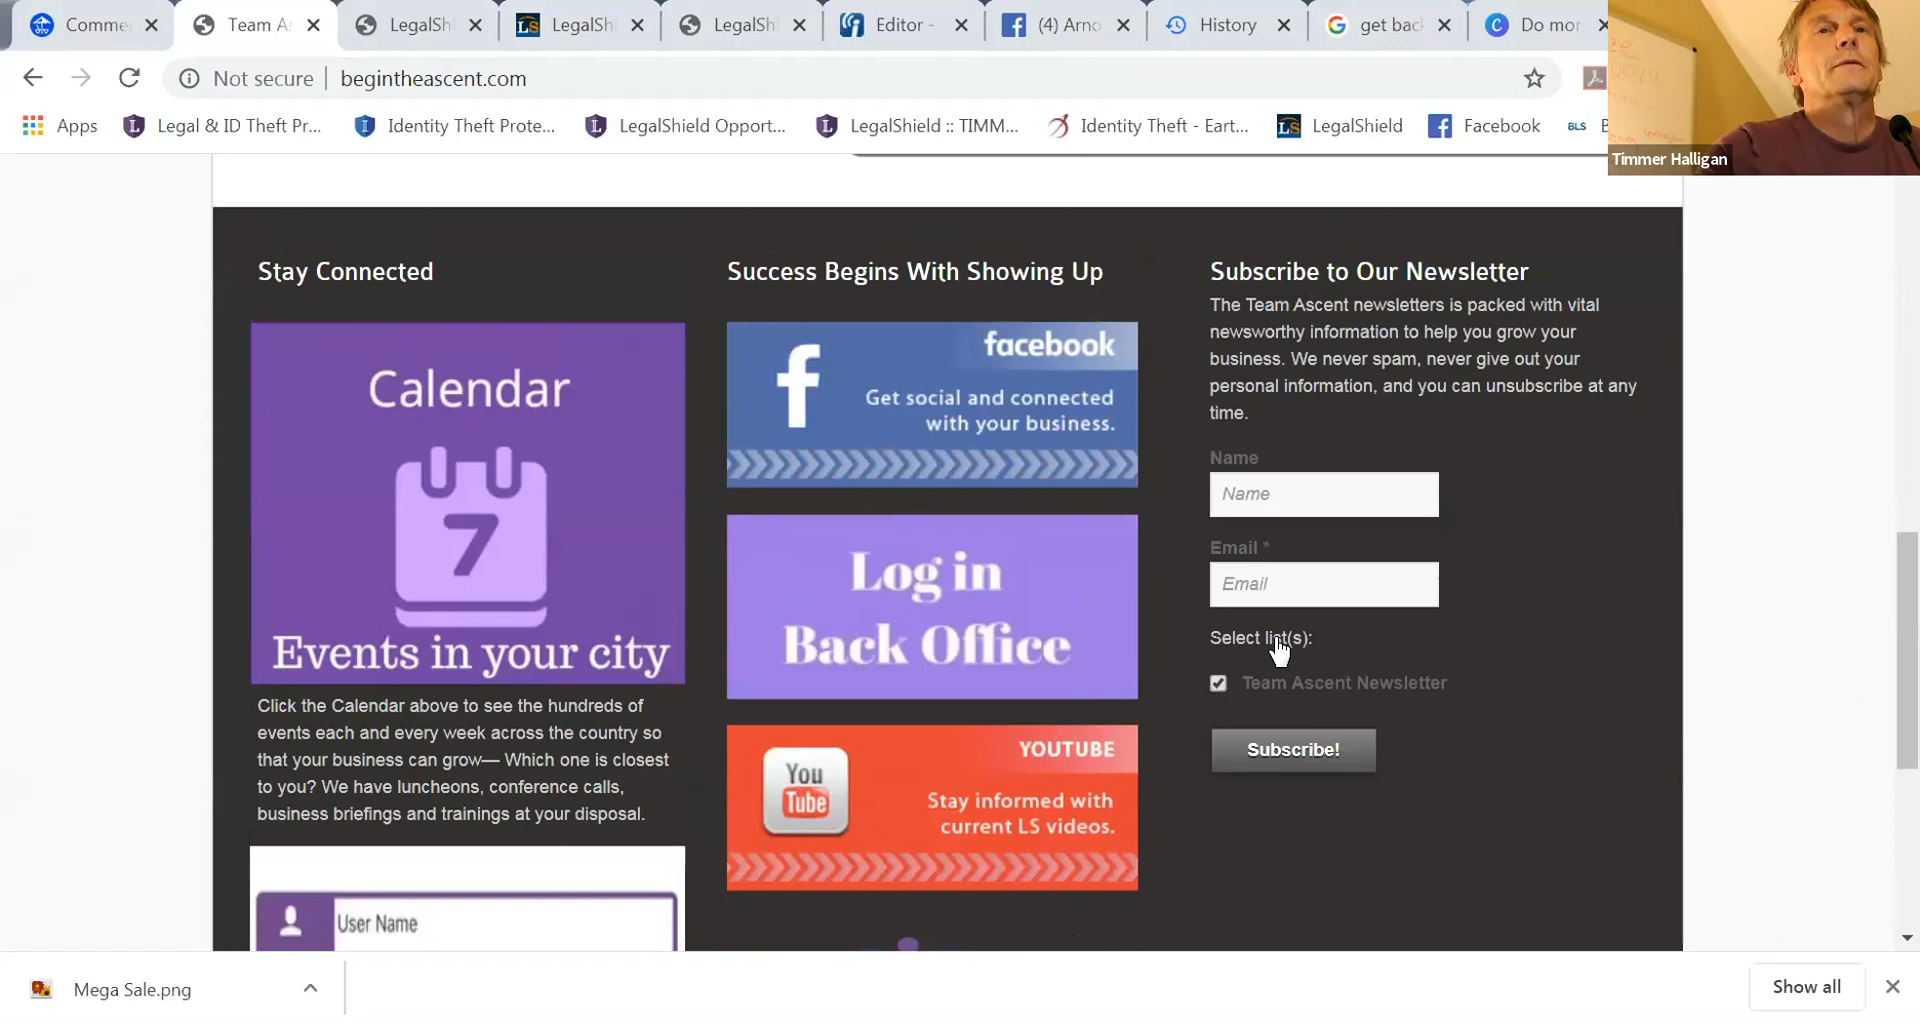 Comme
Team As
LegalShi
LegalShi
LegalShi
Editor -
(4) Arno
History
get back
Do mor
Not secure
begintheascent.com
Apps
Legal & ID Theft Pr...
Identity Theft Prote...
LegalShield Opport...
LegalShield :: TIMM...
Identity Theft - Eart...
LegalShield
Facebook
BLS
Timmer Halligan
Stay Connected
Calendar
7
Events in your city
Click the Calendar above to see the hundreds of
events each and every week across the country so
that your business can grow— Which one is closest
to you? We have luncheons, conference calls,
business briefings and trainings at your disposal.
User Name
Success Begins With Showing Up
facebook
Get social and connected
with your business.
Log in
Back Office
YOUTUBE
You
Tube
Stay informed with
current LS videos.
Subscribe to Our Newsletter
The Team Ascent newsletters is packed with vital
newsworthy information to help you grow your
business. We never spam, never give out your
personal information, and you can unsubscribe at any
time.
Name
Name
Email *
Email
Select list(s):
Team Ascent Newsletter
Subscribe!
Mega Sale.png
Show all